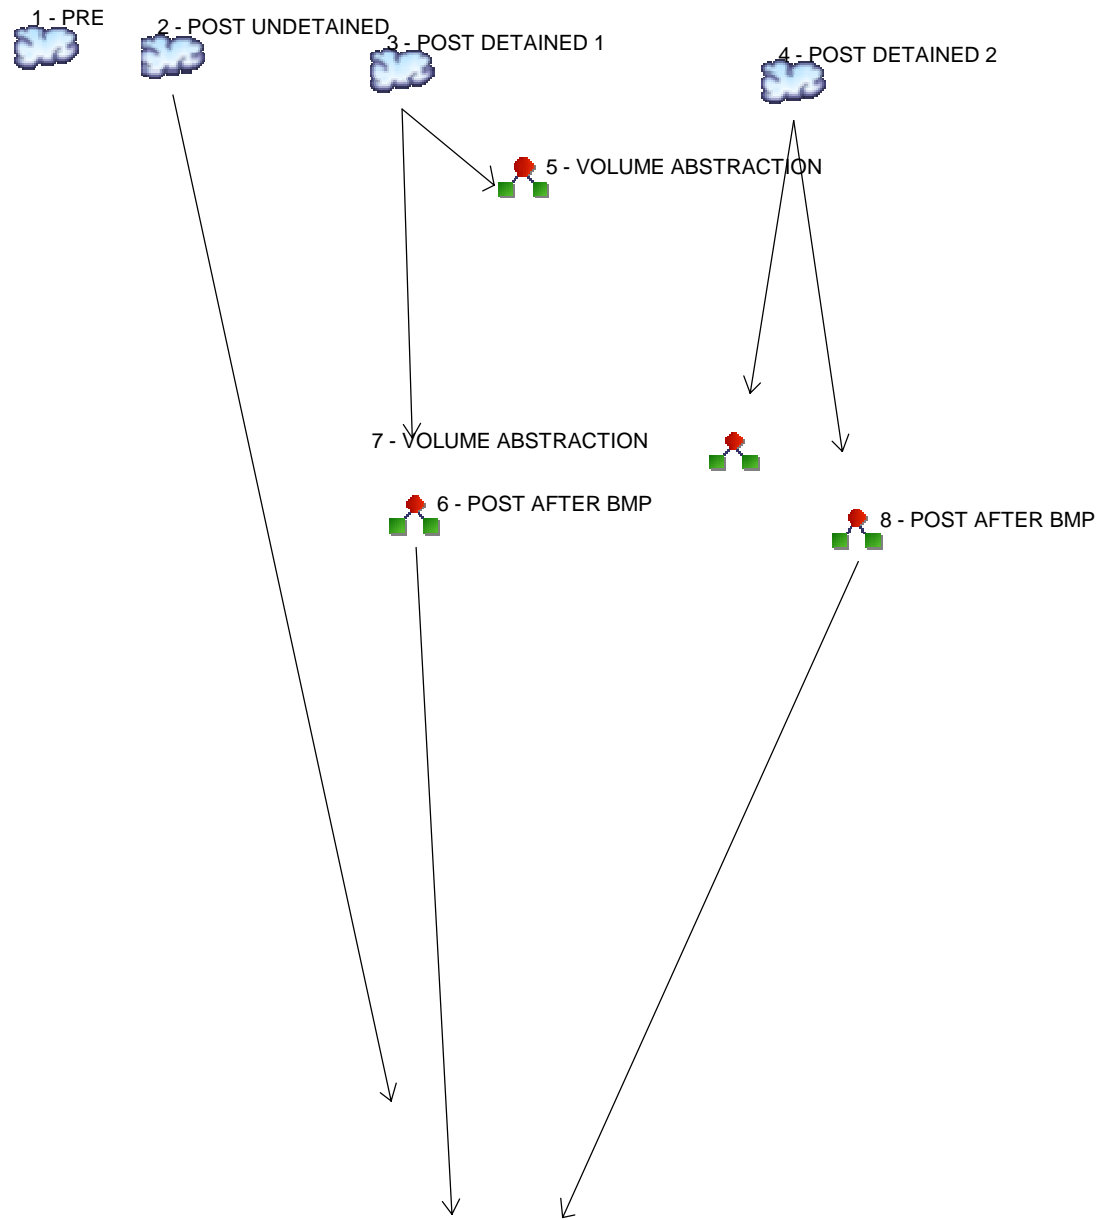 1 - PRE
2 - POST UNDETAINED
3 - POST DETAINED 1
4 - POST DETAINED 2
5 - VOLUME ABSTRACTION
7 - VOLUME ABSTRACTION
6 - POST AFTER BMP
8 - POST AFTER BMP